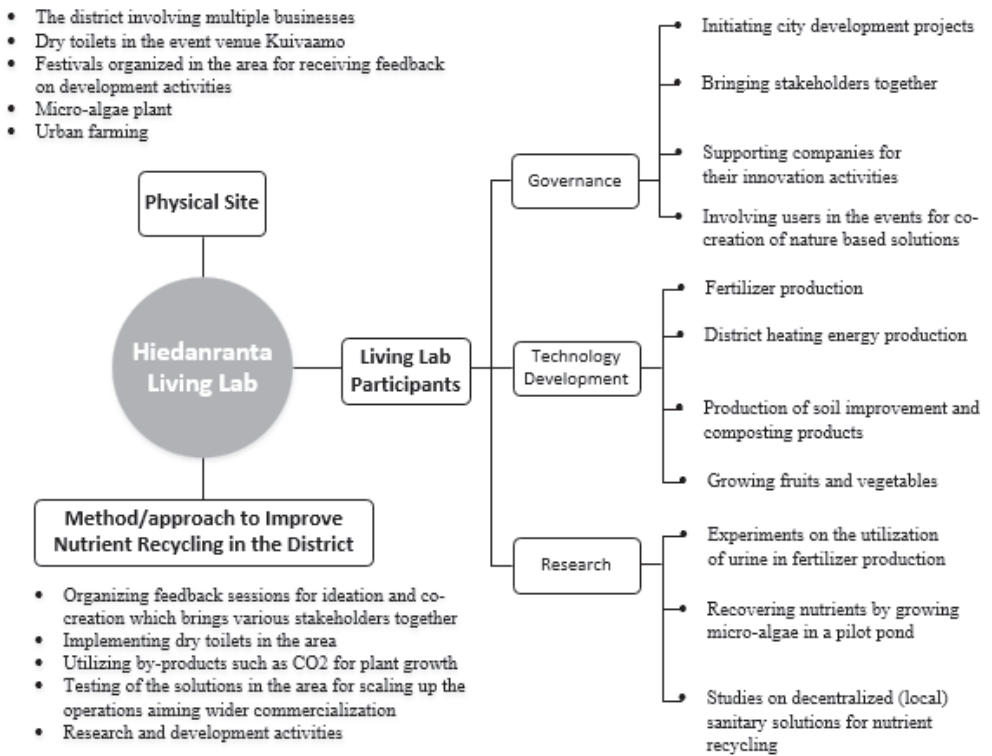 The district involving multiple businesses
Dry toilets in the event venue Kuivaamo
Festivals organized in the area for receiving feedback
on development activities
Micro-algae plant
Urban farming
Physical Site
Hiedanranta
Living Lab
Method/approach to Improve
Nutrient Recycling in the District
Organizing feedback sessions for ideation and co-
creation which brings various stakeholders together
Implementing dry toilets in the area
Utilizing by-products such as CO2 for plant growth
Testing of the solutions in the area for scaling up the
operations aiming wider commercialization
Research and development activities
Living Lab
Participants
Governance
Initiating city development projects
Bringing stakeholders together
Supporting companies for
their innovation activities
Involving users in the events for co-
creation of nature based solutions
Technology
Development
Fertilizer production
District heating energy production
Production of soil improvement and
composting products
Growing fruits and vegetables
Research
Experiments on the utilization
of urine in fertilizer production
Recovering nutrients by growing
micro-algae in a pilot pond
Studies on decentralized (local)
sanitary solutions for nutrient
recycling